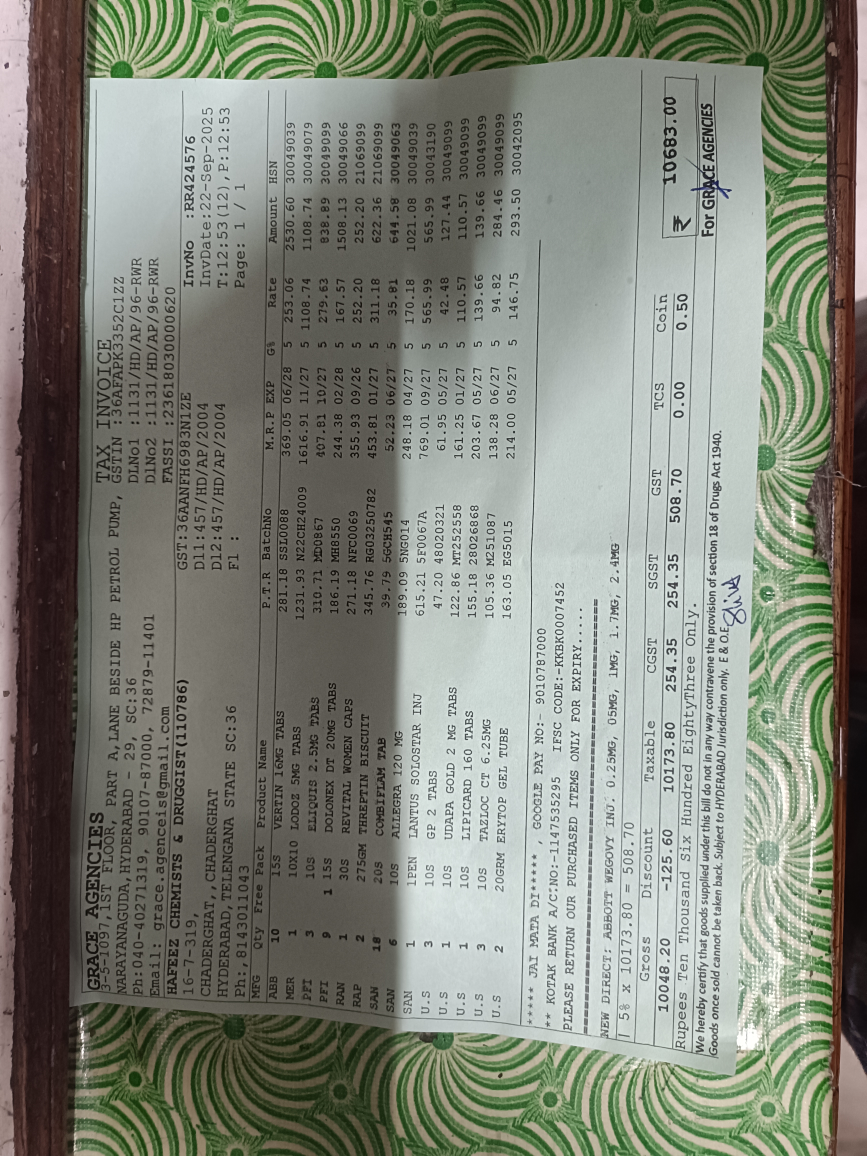 GRACE AGENCIES TAX INVOICE
3-5-1097,1ST FLOOR, PART A,LANE BESIDE HP PETROL PUMP, GSTIN :36AFAPK3352C1ZZ
NARAYANAGUDA,HYDERABAD - 29, SC:36 DLNo1 :1131/HD/AP/96-RWR
Ph:040-40271319, 90107-87000, 72879-11401 DlNo2 :1131/HD/AP/96-RWR
Email: grace.agenceis@gmail.com FASSI :23618030000620
HAFEEZ CHEMISTS & DRUGGIST(110786) GST:36AANFH6983N1ZE InvNo :RR424576
16-7-319, Dl1:457/HD/AP/2004 InvDate:22-Sep-2025
CHADERGHAT,,CHADERGHAT Dl2:457/HD/AP/2004 T:12:53(12),P:12:53
HYDERABAD,TELENGANA STATE SC:36 Fl : Page: 1 / 1
Ph:,8143011043
MFG Qty Free Pack Product Name P.T.R BatchNo M.R.P EXP G% Rate Amount HSN
ABB 10 15S VERTIN 16MG TABS 281.18 SSL0088 369.05 06/28 5 253.06 2530.60 30049039
MER 1 10X10 LODOZ 5MG TABS 1231.93 N22CH24009 1616.91 11/27 5 1108.74 1108.74 30049079
PFI 3 10S ELIQUIS 2.5MG TABS 310.71 MD0867 407.81 10/27 5 279.63 838.89 30049099
PFI 9 1 15S DOLONEX DT 20MG TABS 186.19 MH8550 244.38 02/28 5 167.57 1508.13 30049066
RAN 1 30S REVITAL WOMEN CAPS 271.18 NFC0069 355.93 09/26 5 252.20 252.20 21069099
RAP 2 275GM THREPTIN BISCUIT 345.76 RG03250782 453.81 01/27 5 311.18 622.36 21069099
SAN 18 20S COMBIFLAM TAB 39.79 5GCH545 52.23 06/27 5 35.81 644.58 30049063
SAN 6 10S ALLEGRA 120 MG 189.09 5NG014 248.18 04/27 5 170.18 1021.08 30049039
SAN 1 1PEN LANTUS SOLOSTAR INJ 615.21 5F0067A 769.01 09/27 5 565.99 565.99 30043190
U.S 3 10S GP 2 TABS 47.20 48020321 61.95 05/27 5 42.48 127.44 30049099
U.S 1 10S UDAPA GOLD 2 MG TABS 122.86 MT252558 161.25 01/27 5 110.57 110.57 30049099
U.S 1 10S LIPICARD 160 TABS 155.18 28026868 203.67 05/27 5 139.66 139.66 30049099
U.S 3 10S TAZLOC CT 6.25MG 105.36 M251087 138.28 06/27 5 94.82 284.46 30049099
U.S 2 20GRM ERYTOP GEL TUBE 163.05 EG5015 214.00 05/27 5 146.75 293.50 30042095
***** JAI MATA DI***** , GOOGLE PAY NO:- 9010787000
** KOTAK BANK A/C:NO:-1147535295 IFSC CODE:-KKBK0007452
PLEASE RETURN OUR PURCHASED ITEMS ONLY FOR EXPIRY.....
NEW DIRECT: ABBOTT WEGOVY INJ. 0.25MG, 05MG, 1MG, 1.7MG, 2.4MG
5% x 10173.80 = 508.70
Gross Discount Taxable CGST SGST GST TCS Coin
10048.20 -125.60 10173.80 254.35 254.35 508.70 0.00 0.50 ₹ 10683.00
Rupees Ten Thousand Six Hundred EightyThree Only.
We hereby certify that goods supplied under this bill do not in any way contravene the provision of section 18 of Drugs Act 1940. For GRACE AGENCIES
Goods once sold cannot be taken back. Subject to HYDERABAD Jurisdiction only. E & O.E